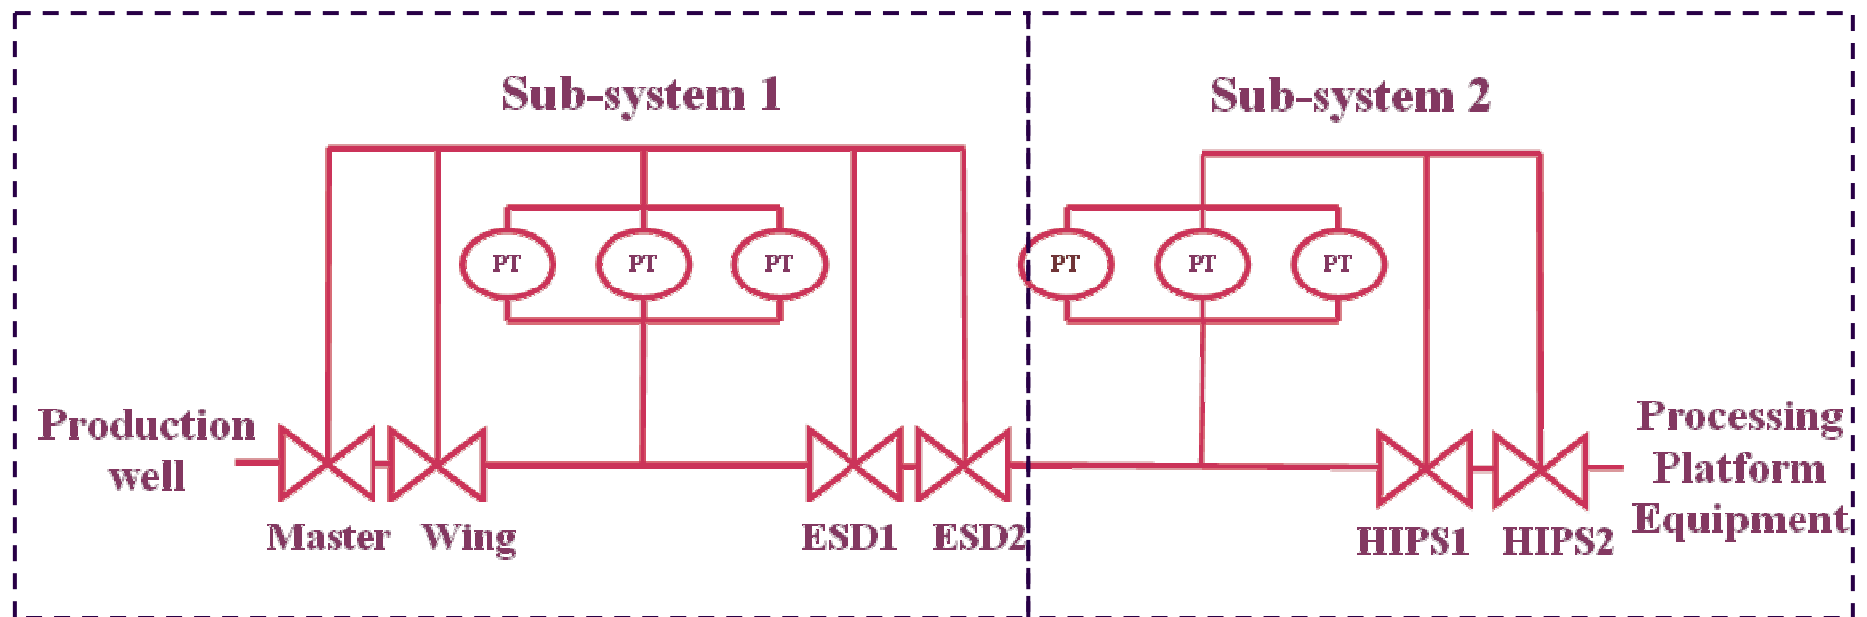 Sub-system 1
Sub-system 2
PT
PT
PT
PT
PT
PT
Production
well
Processing
Platform
Equipment
Master
Wing
ESD1
ESD2
HIPS1
HIPS2